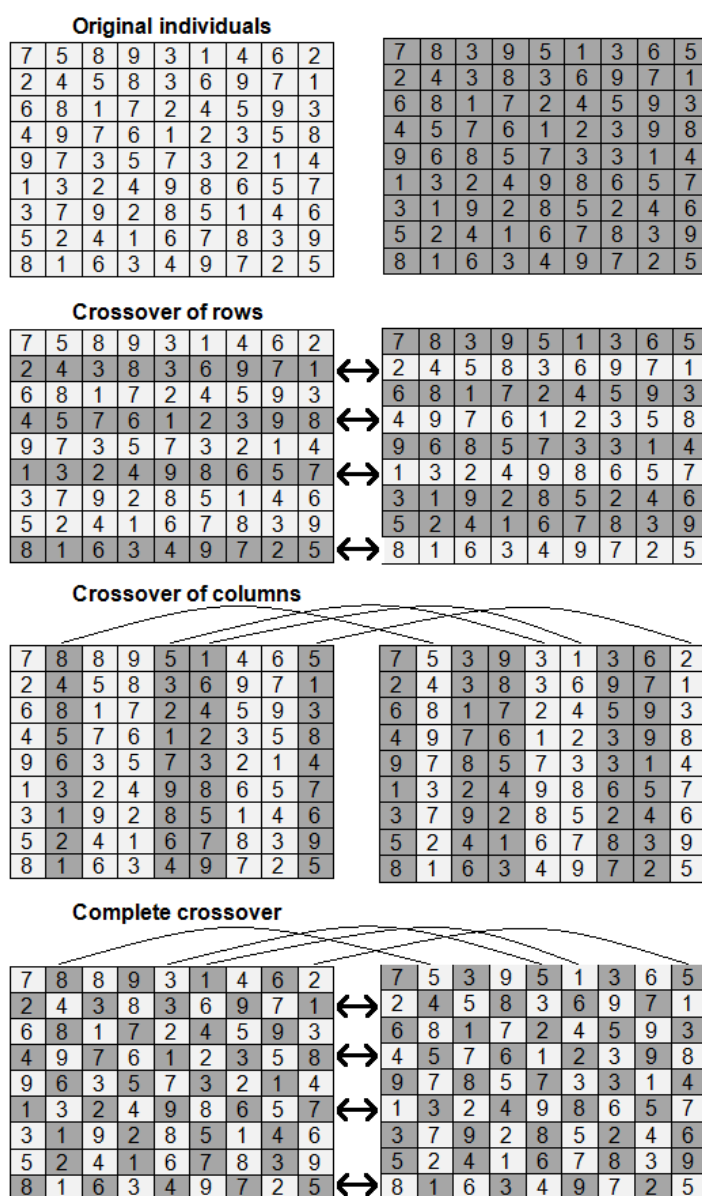 Original individuals
7 5 8 9 3 1 4 6 2 7 8 3 9 5 1 3 6 5
2 4 5 8 3 6 9 7 1 2 4 3 8 3 6 9 7 1
6 8 1 7 2 4 5 9 3 6 8 1 7 2 4 5 9 3
4 9 7 6 1 2 3 5 8 4 5 7 6 1 2 3 9 8
9 7 3 5 7 3 2 1 4 9 6 8 5 7 3 3 1 4
1 3 2 4 9 8 6 5 7 1 3 2 4 9 8 6 5 7
3 7 9 2 8 5 1 4 6 3 1 9 2 8 5 2 4 6
5 2 4 1 6 7 8 3 9 5 2 4 1 6 7 8 3 9
8 1 6 3 4 9 7 2 5 8 1 6 3 4 9 7 2 5
Crossover of rows
7 5 8 9 3 1 4 6 2 7 8 3 9 5 1 3 6 5
2 4 3 8 3 6 9 7 1 2 4 5 8 3 6 9 7 1
6 8 1 7 2 4 5 9 3 6 8 1 7 2 4 5 9 3
4 5 7 6 1 2 3 9 8 4 9 7 6 1 2 3 5 8
9 7 3 5 7 3 2 1 4 9 6 8 5 7 3 3 1 4
1 3 2 4 9 8 6 5 7 1 3 2 4 9 8 6 5 7
3 7 9 2 8 5 1 4 6 3 1 9 2 8 5 2 4 6
5 2 4 1 6 7 8 3 9 5 2 4 1 6 7 8 3 9
8 1 6 3 4 9 7 2 5 8 1 6 3 4 9 7 2 5
Crossover of columns
7 8 8 9 5 1 4 6 5 7 5 3 9 3 1 3 6 2
2 4 5 8 3 6 9 7 1 2 4 3 8 3 6 9 7 1
6 8 1 7 2 4 5 9 3 6 8 1 7 2 4 5 9 3
4 5 7 6 1 2 3 5 8 4 9 7 6 1 2 3 9 8
9 6 3 5 7 3 2 1 4 9 7 8 5 7 3 3 1 4
1 3 2 4 9 8 6 5 7 1 3 2 4 9 8 6 5 7
3 1 9 2 8 5 1 4 6 3 7 9 2 8 5 2 4 6
5 2 4 1 6 7 8 3 9 5 2 4 1 6 7 8 3 9
8 1 6 3 4 9 7 2 5 8 1 6 3 4 9 7 2 5
Complete crossover
7 8 8 9 3 1 4 6 2 7 5 3 9 5 1 3 6 5
2 4 3 8 3 6 9 7 1 2 4 5 8 3 6 9 7 1
6 8 1 7 2 4 5 9 3 6 8 1 7 2 4 5 9 3
4 9 7 6 1 2 3 5 8 4 5 7 6 1 2 3 9 8
9 6 3 5 7 3 2 1 4 9 7 8 5 7 3 3 1 4
1 3 2 4 9 8 6 5 7 1 3 2 4 9 8 6 5 7
3 1 9 2 8 5 1 4 6 3 7 9 2 8 5 2 4 6
5 2 4 1 6 7 8 3 9 5 2 4 1 6 7 8 3 9
8 1 6 3 4 9 7 2 5 8 1 6 3 4 9 7 2 5